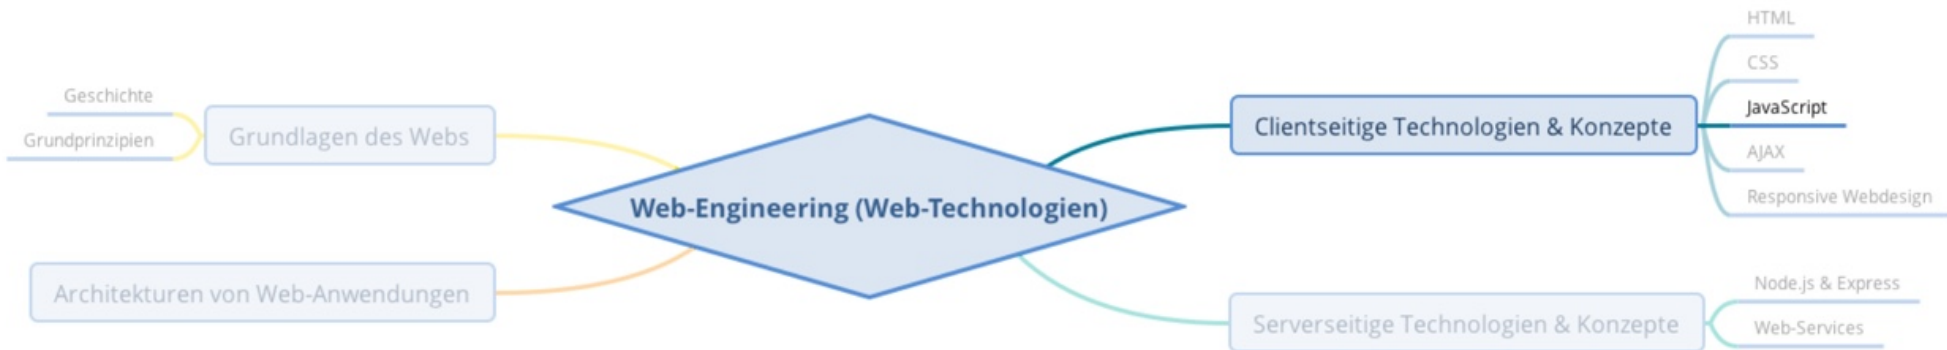 Geschichte
Grundprinzipien
Grundlagen des Webs
Architekturen von Web-Anwendungen
Web-Engineering (Web-Technologien)
Clientseitige Technologien & Konzepte
HTML
CSS
JavaScript
AJAX
Responsive Webdesign
Serverseitige Technologien & Konzepte
Node.js & Express
Web-Services